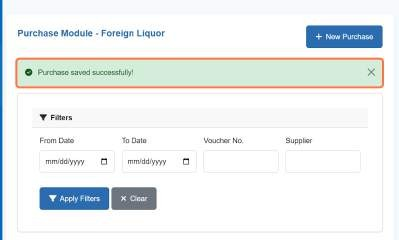 Purchase Module - Foreign Liquor
+ New Purchase
Purchase saved successfully!
Filters
From Date
To Date
Voucher No.
Supplier
mm/dd/yyyy
mm/dd/yyyy
Apply Filters
Clear